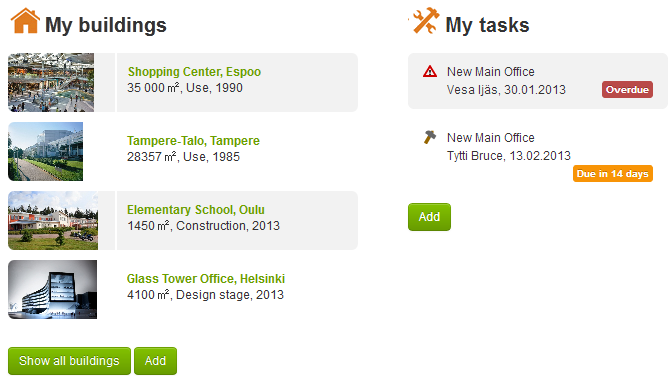 My buildings
Shopping Center, Espoo
35 000 m², Use, 1990
Tampere-Talo, Tampere
28357 m², Use, 1985
Elementary School, Oulu
1450 m², Construction, 2013
Glass Tower Office, Helsinki
4100 m², Design stage, 2013
Show all buildings
Add
My tasks
New Main Office
Vesa Ijäs, 30.01.2013
Overdue
New Main Office
Tytti Bruce, 13.02.2013
Due in 14 days
Add